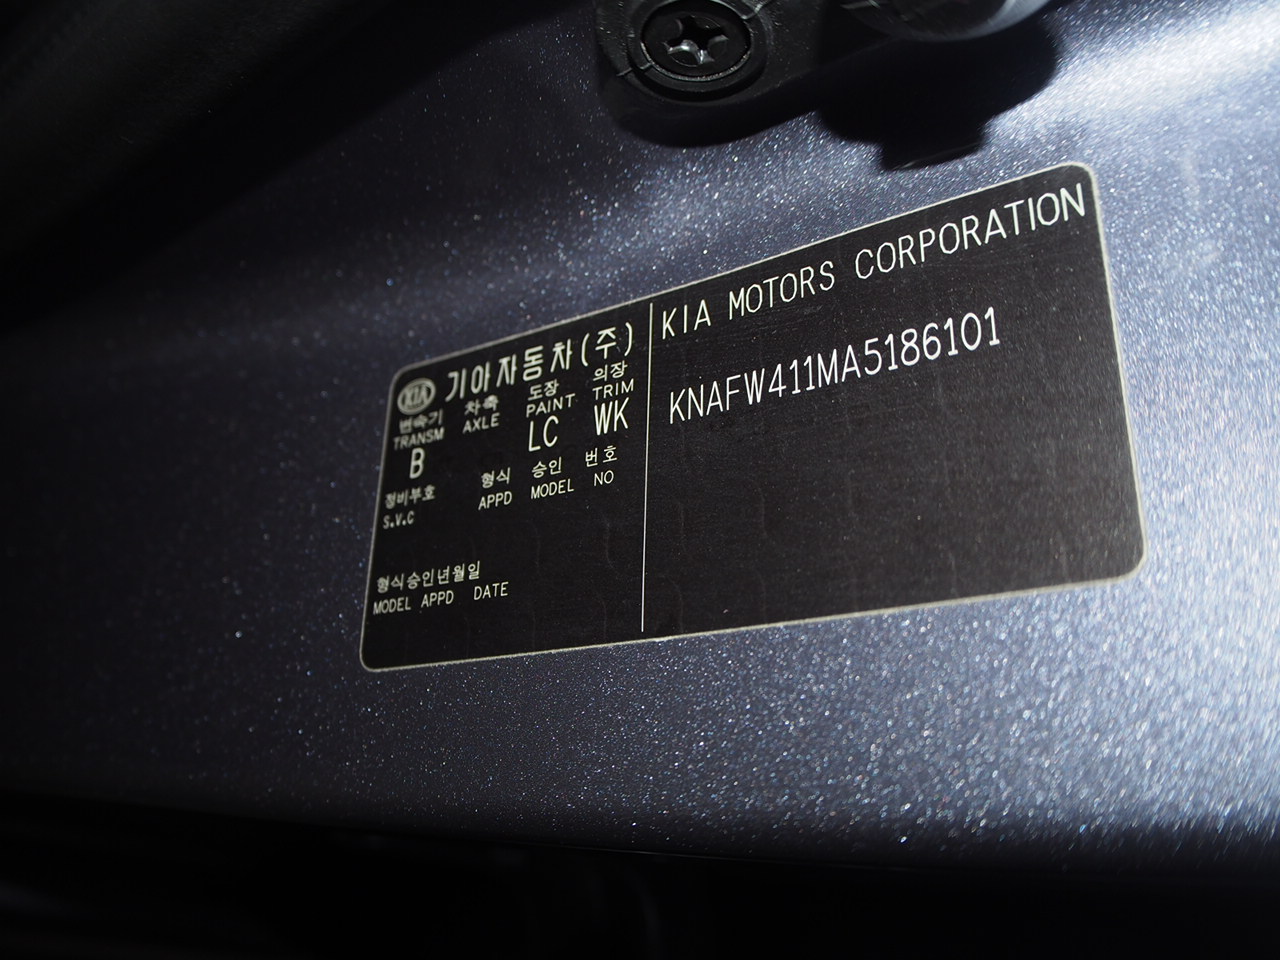 KIA 기아자동차(주)
변속기 차축 도장 의장
TRANSM AXLE PAINT TRIM
B LC WK
정비부호 형식 승인 번호
S.V.C APPD MODEL NO
형식승인년월일
MODEL APPD DATE
KIA MOTORS CORPORATION
KNAFW411MA5186101